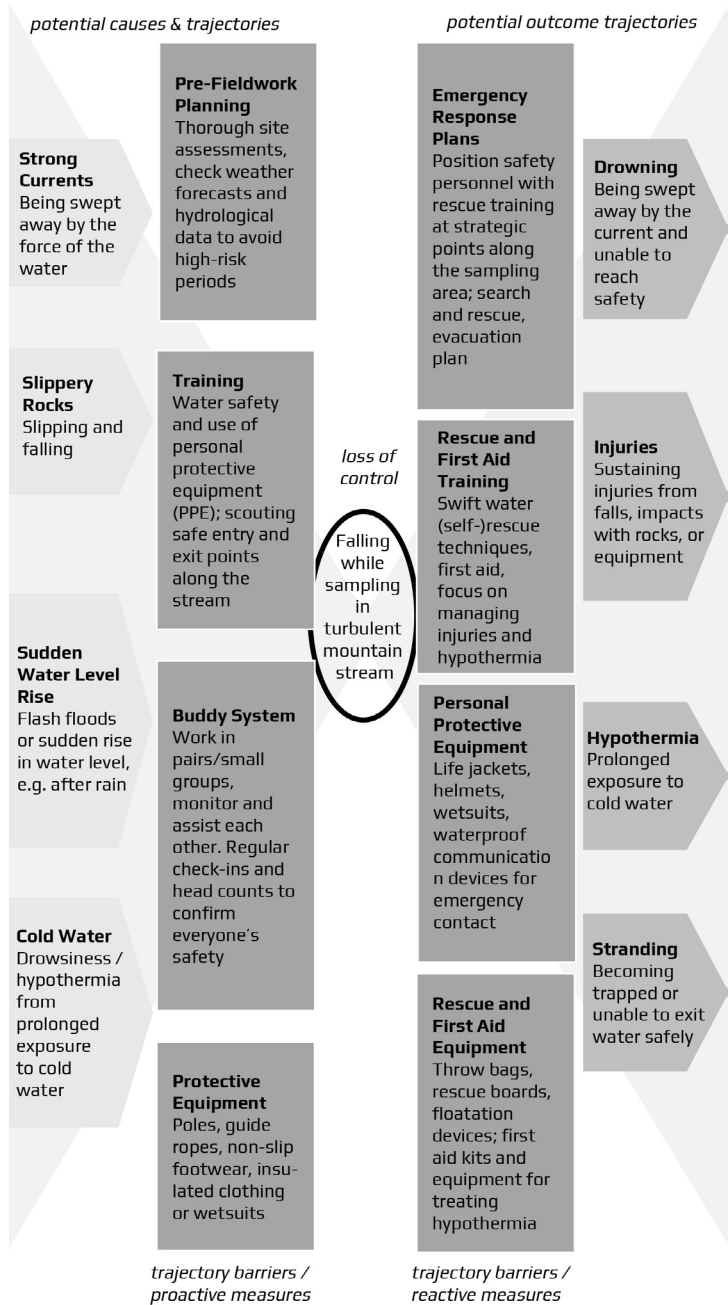 potential causes & trajectories
potential outcome trajectories
Strong
Currents
Being swept
away by the
force of the
water
Slippery
Rocks
Slipping and
falling
Sudden
Water Level
Rise
Flash floods
or sudden rise
in water level,
e.g. after rain
Cold Water
Drowsiness /
hypothermia
from
prolonged
exposure
to cold
water
Pre-Fieldwork
Planning
Thorough site
assessments,
check weather
forecasts and
hydrological
data to avoid
high-risk
periods
Training
Water safety
and use of
personal
protective
equipment
(PPE); scouting
safe entry and
exit points
along the
stream
Buddy System
Work in
pairs/small
groups,
monitor and
assist each
other. Regular
check-ins and
head counts to
confirm
everyone's
safety
Protective
Equipment
Poles, guide
ropes, non-slip
footwear, insu-
lated clothing
or wetsuits
loss of
control
Falling
while
sampling
in
turbulent
mountain
stream
Emergency
Response
Plans
Position safety
personnel with
rescue training
at strategic
points along
the sampling
area; search
and rescue,
evacuation
plan
Rescue and
First Aid
Training
Swift water
(self-)rescue
techniques,
first aid,
focus on
managing
injuries and
hypothermia
Personal
Protective
Equipment
Life jackets,
helmets,
wetsuits,
waterproof
communicatio
n devices for
emergency
contact
Rescue and
First Aid
Equipment
Throw bags,
rescue boards,
floatation
devices; first
aid kits and
equipment for
treating
hypothermia
Drowning
Being swept
away by the
current and
unable to
reach
safety
Injuries
Sustaining
injuries from
falls, impacts
with rocks, or
equipment
Hypothermia
Prolonged
exposure to
cold water
Stranding
Becoming
trapped or
unable to exit
water safely
trajectory barriers /
proactive measures
trajectory barriers /
reactive measures